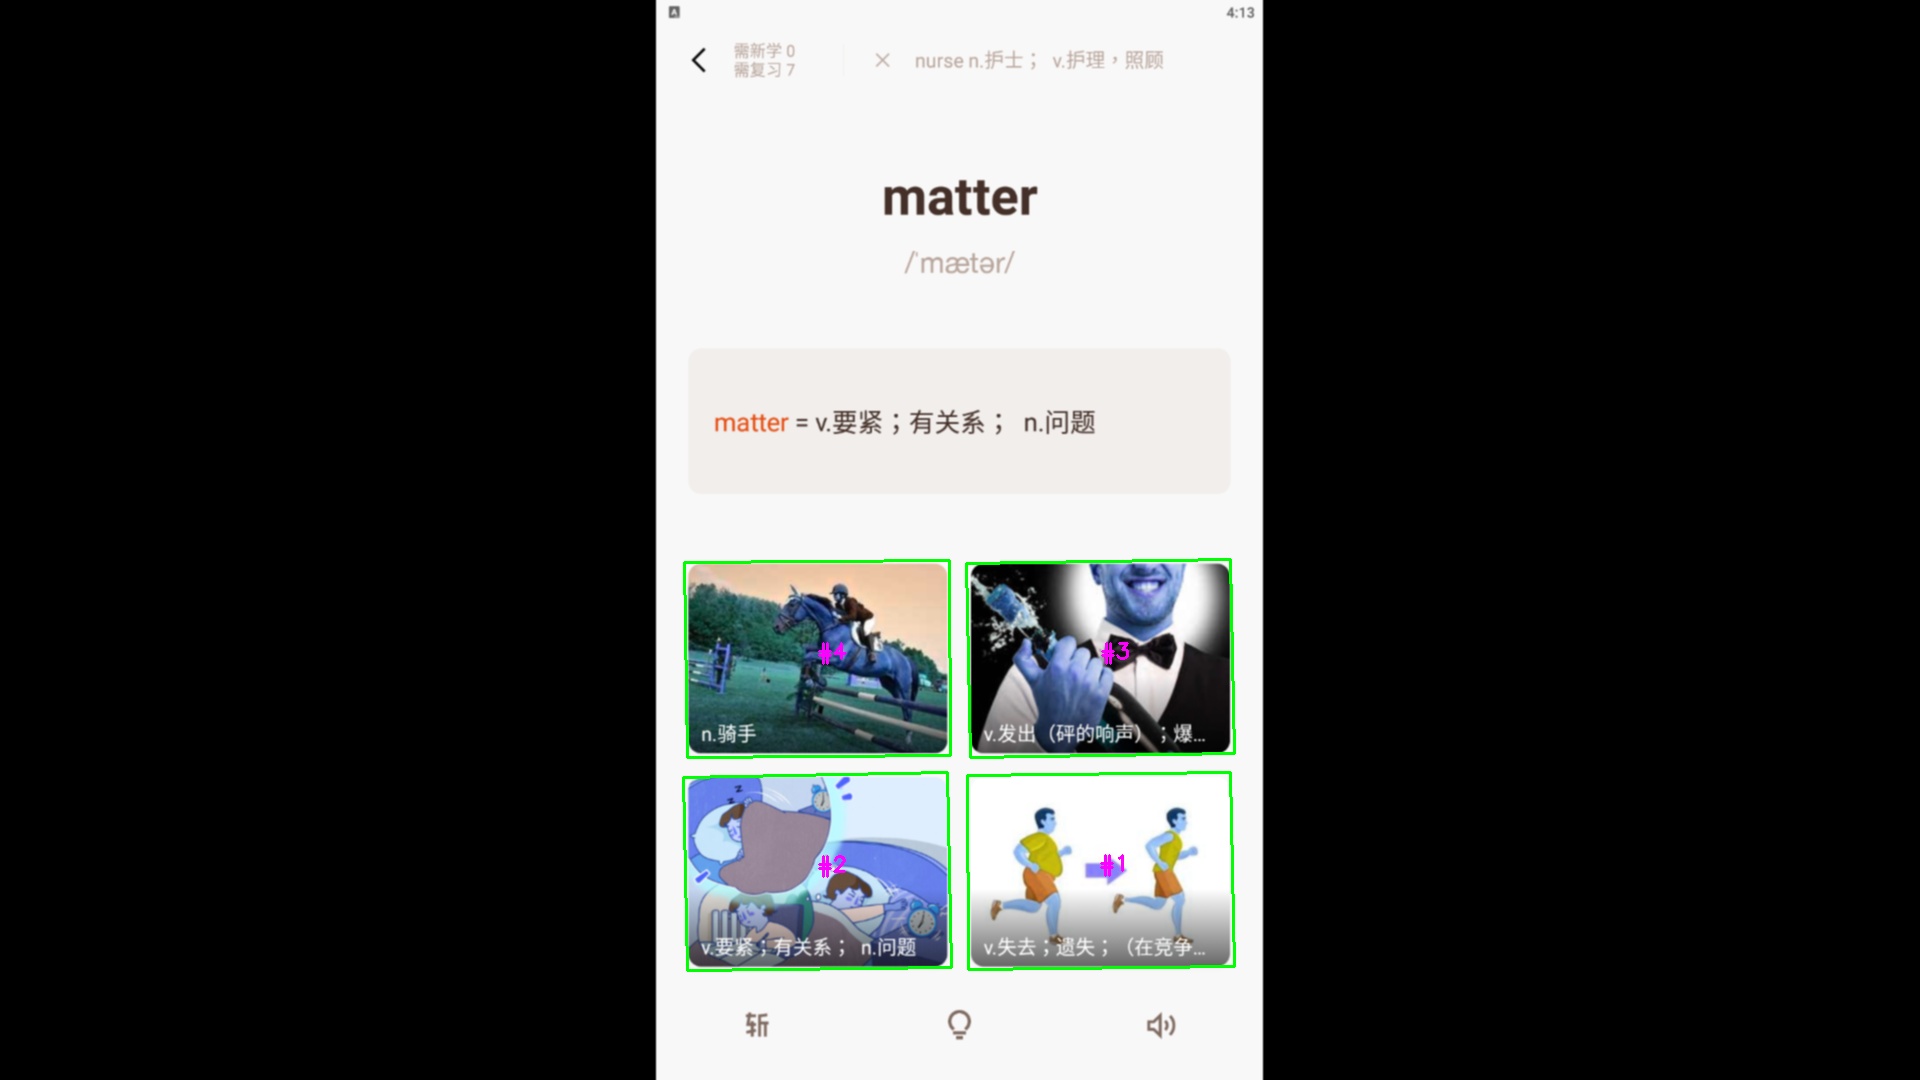 4:13
需新学 0
需复习 7
nurse n.护士； v.护理，照顾
matter
/ˈmætər/
matter = v.要紧；有关系； n.问题
#4
n.骑手
#3
v.发出（砰的响声）；爆...
#2
v.要紧；有关系； n.问题
#1
v.失去；遗失；（在竞争...
斩